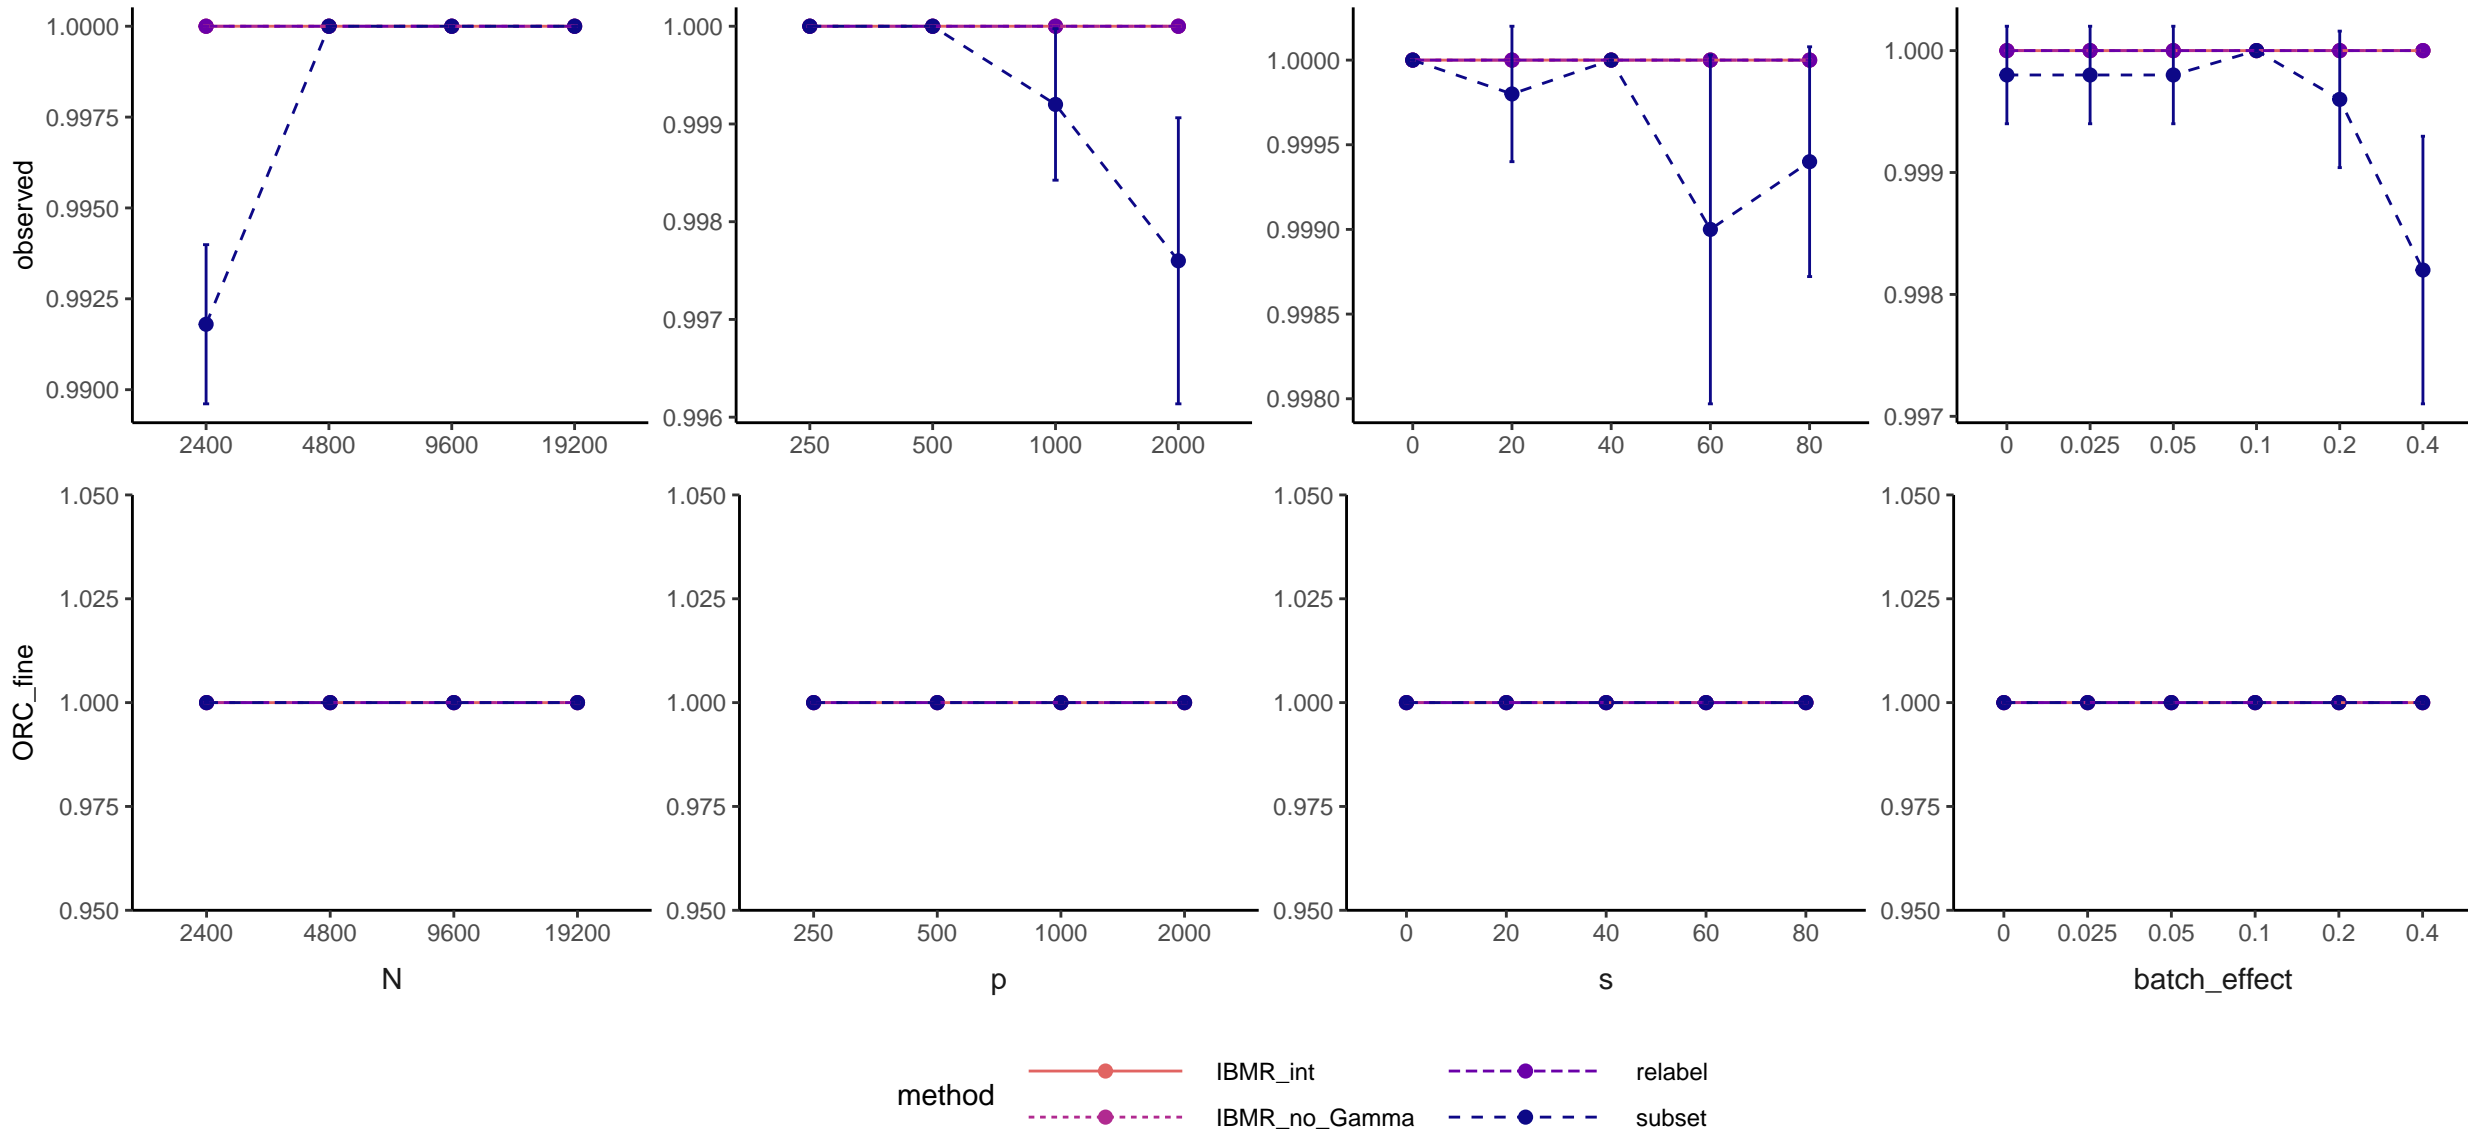 observed
1.0000
0.9975
0.9950
0.9925
0.9900
2400 4800 9600 19200
1.000
0.999
0.998
0.997
0.996
250 500 1000 2000
1.0000
0.9995
0.9990
0.9985
0.9980
0 20 40 60 80
1.000
0.999
0.998
0.997
0 0.025 0.05 0.1 0.2 0.4
ORC_fine
1.050
1.025
1.000
0.975
0.950
2400 4800 9600 19200
N
1.050
1.025
1.000
0.975
0.950
250 500 1000 2000
p
1.050
1.025
1.000
0.975
0.950
0 20 40 60 80
s
1.050
1.025
1.000
0.975
0.950
0 0.025 0.05 0.1 0.2 0.4
batch_effect
method
IBMR_int
IBMR_no_Gamma
relabel
subset